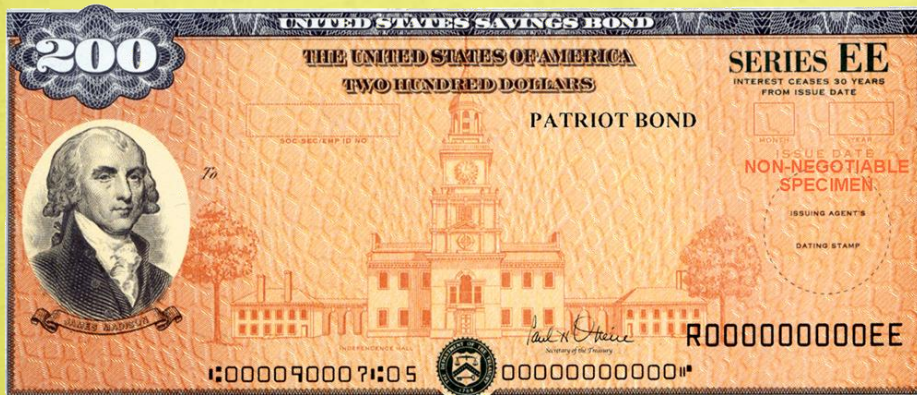 UNITED STATES SAVINGS BOND
200
THE UNITED STATES OF AMERICA
TWO HUNDRED DOLLARS
SERIES EE
INTEREST CEASES 30 YEARS
FROM ISSUE DATE
PATRIOT BOND
SOC·SEC/EMP ID NO
MONTH YEAR
ISSUE DATE
NON-NEGOTIABLE
SPECIMEN
To
ISSUING AGENT'S
DATING STAMP
JAMES MADISON
INDEPENDENCE HALL
Paul H O'Neill
Secretary of the Treasury
R000000000EE
⑆000090007⑆05 00000000000⑈